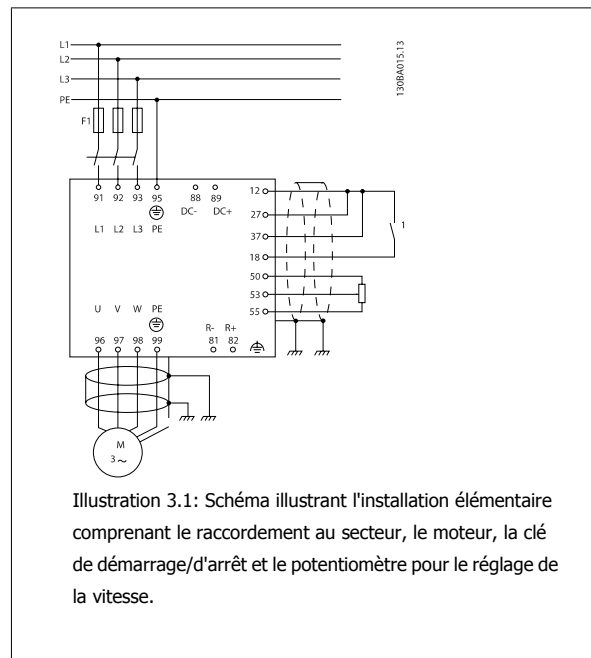 L1
L2
L3
PE
130BA015.13
F1
91 92 93 95 88 89
DC- DC+
L1 L2 L3 PE
12
27
37
18
50
53
55
1
U V W PE
96 97 98 99
R- R+
81 82
M
3~
Illustration 3.1: Schéma illustrant l'installation élémentaire
comprenant le raccordement au secteur, le moteur, la clé
de démarrage/d'arrêt et le potentiomètre pour le réglage de
la vitesse.